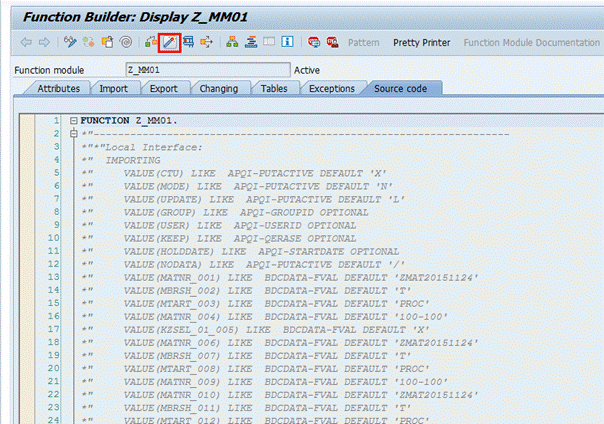 Function Builder: Display Z_MM01
Pattern Pretty Printer Function Module Documentation
Function module Z_MM01 Active
Attributes Import Export Changing Tables Exceptions Source code
1 FUNCTION Z_MM01.
2 *"----------------------------------------------------------------------
3 *"*"Local Interface:
4 *" IMPORTING
5 *" VALUE(CTU) LIKE APQI-PUTACTIVE DEFAULT 'X'
6 *" VALUE(MODE) LIKE APQI-PUTACTIVE DEFAULT 'N'
7 *" VALUE(UPDATE) LIKE APQI-PUTACTIVE DEFAULT 'L'
8 *" VALUE(GROUP) LIKE APQI-GROUPID OPTIONAL
9 *" VALUE(USER) LIKE APQI-USERID OPTIONAL
10 *" VALUE(KEEP) LIKE APQI-QERASE OPTIONAL
11 *" VALUE(HOLDDATE) LIKE APQI-STARTDATE OPTIONAL
12 *" VALUE(NODATA) LIKE APQI-PUTACTIVE DEFAULT '/'
13 *" VALUE(MATNR_001) LIKE BDCDATA-FVAL DEFAULT 'ZMAT20151124'
14 *" VALUE(MBRSH_002) LIKE BDCDATA-FVAL DEFAULT 'T'
15 *" VALUE(MTART_003) LIKE BDCDATA-FVAL DEFAULT 'PROC'
16 *" VALUE(MATNR_004) LIKE BDCDATA-FVAL DEFAULT '100-100'
17 *" VALUE(KZSEL_01_005) LIKE BDCDATA-FVAL DEFAULT 'X'
18 *" VALUE(MATNR_006) LIKE BDCDATA-FVAL DEFAULT 'ZMAT20151124'
19 *" VALUE(MBRSH_007) LIKE BDCDATA-FVAL DEFAULT 'T'
20 *" VALUE(MTART_008) LIKE BDCDATA-FVAL DEFAULT 'PROC'
21 *" VALUE(MATNR_009) LIKE BDCDATA-FVAL DEFAULT '100-100'
22 *" VALUE(MATNR_010) LIKE BDCDATA-FVAL DEFAULT 'ZMAT20151124'
23 *" VALUE(MBRSH_011) LIKE BDCDATA-FVAL DEFAULT 'T'
24 *" VALUE(MTART_012) LIKE BDCDATA-FVAL DEFAULT 'PROC'